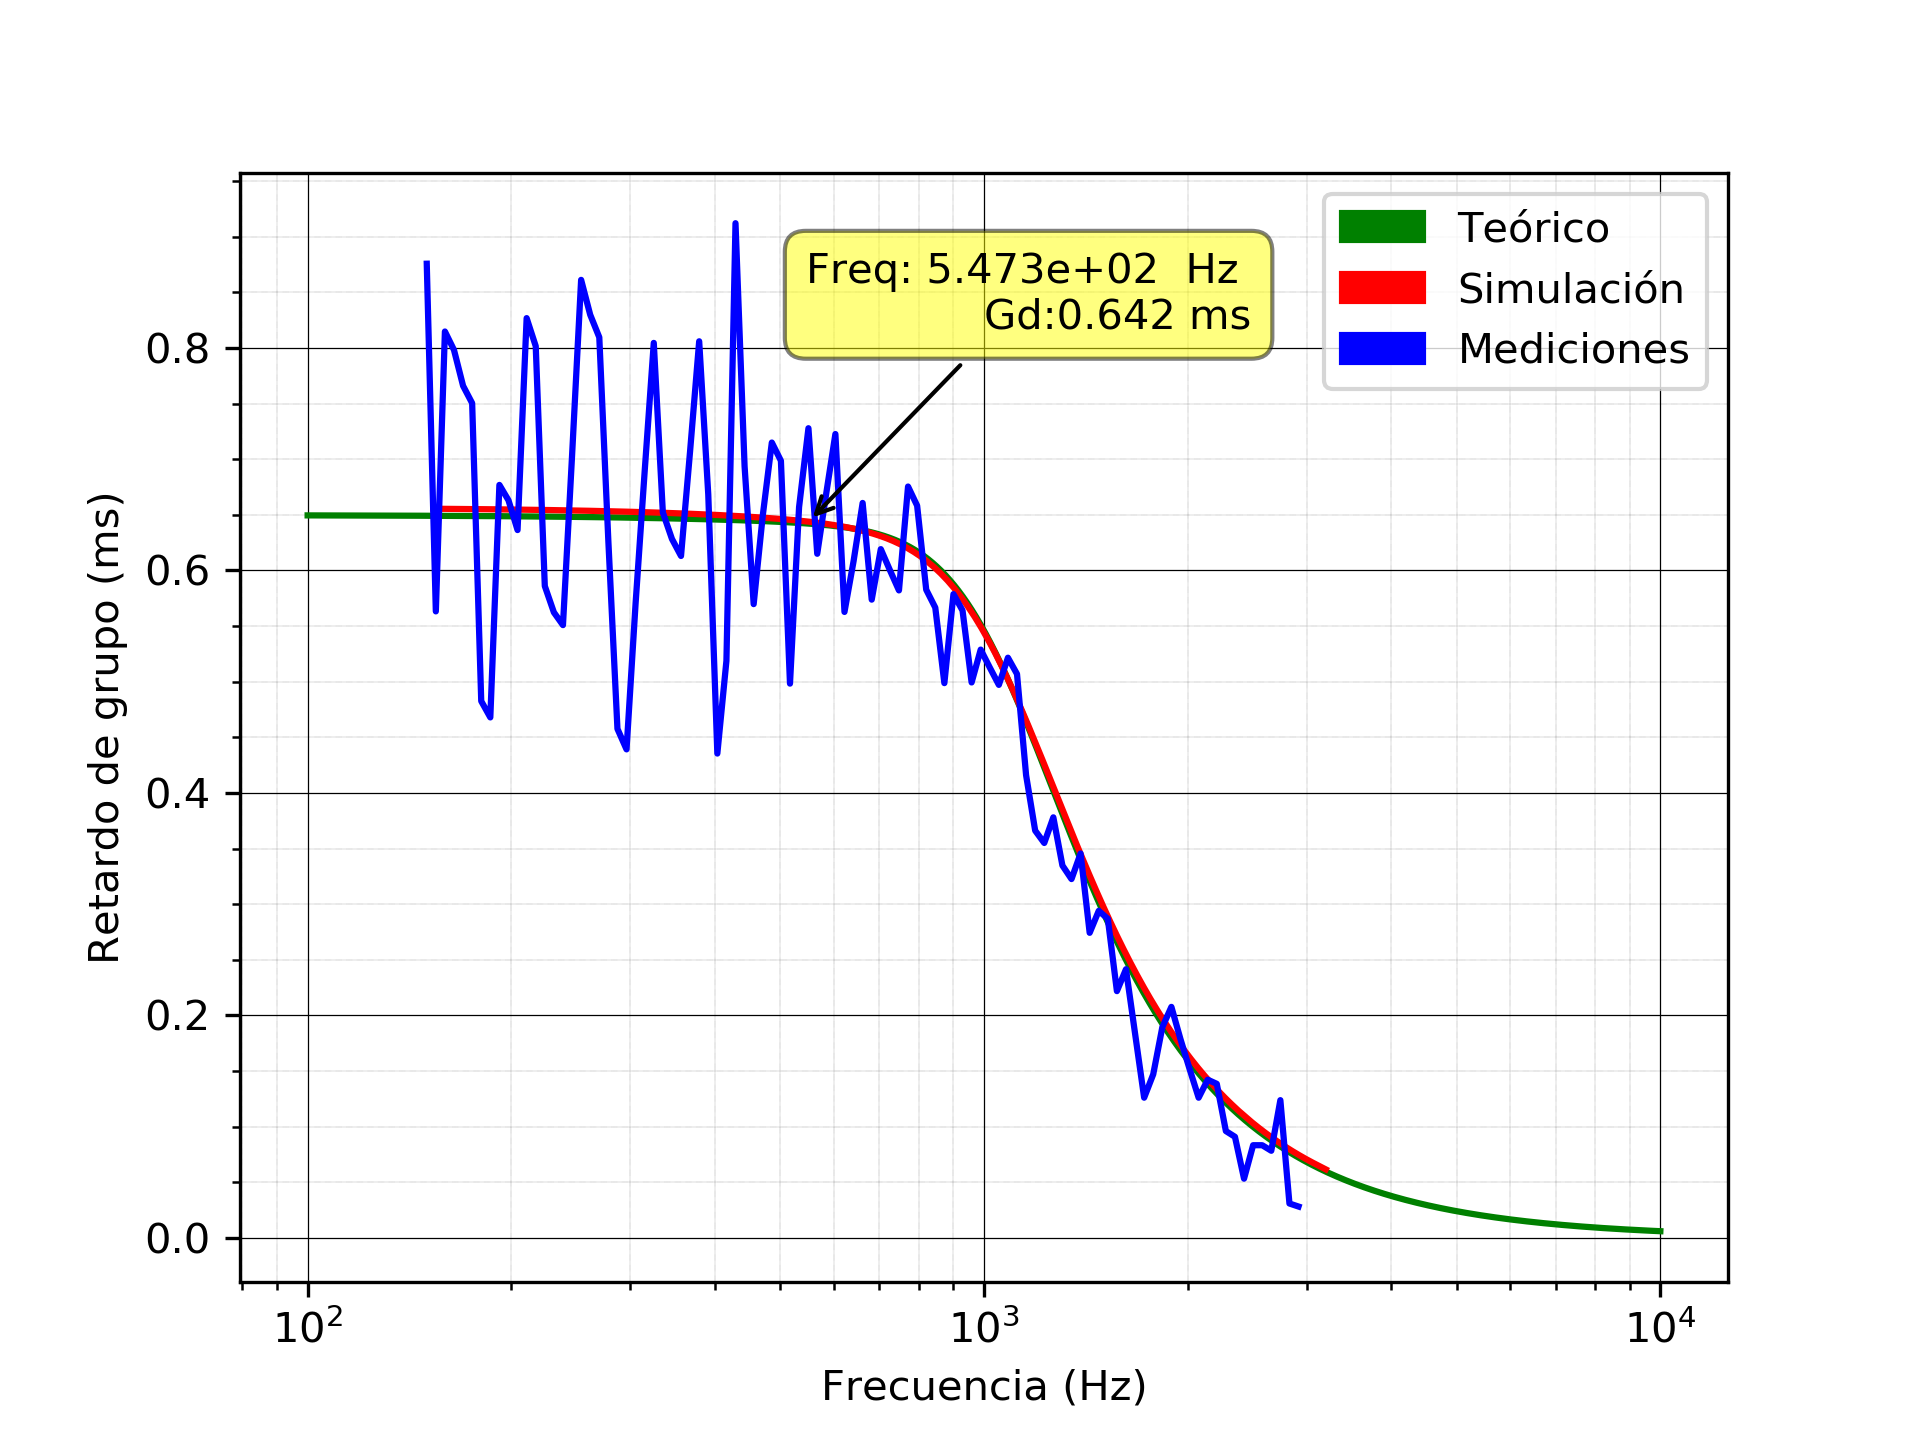 Freq: 5.473e+02  Hz
Gd:0.642 ms
Teórico
Simulación
Mediciones
Retardo de grupo (ms)
0.8
0.6
0.4
0.2
0.0
10²
10³
10⁴
Frecuencia (Hz)